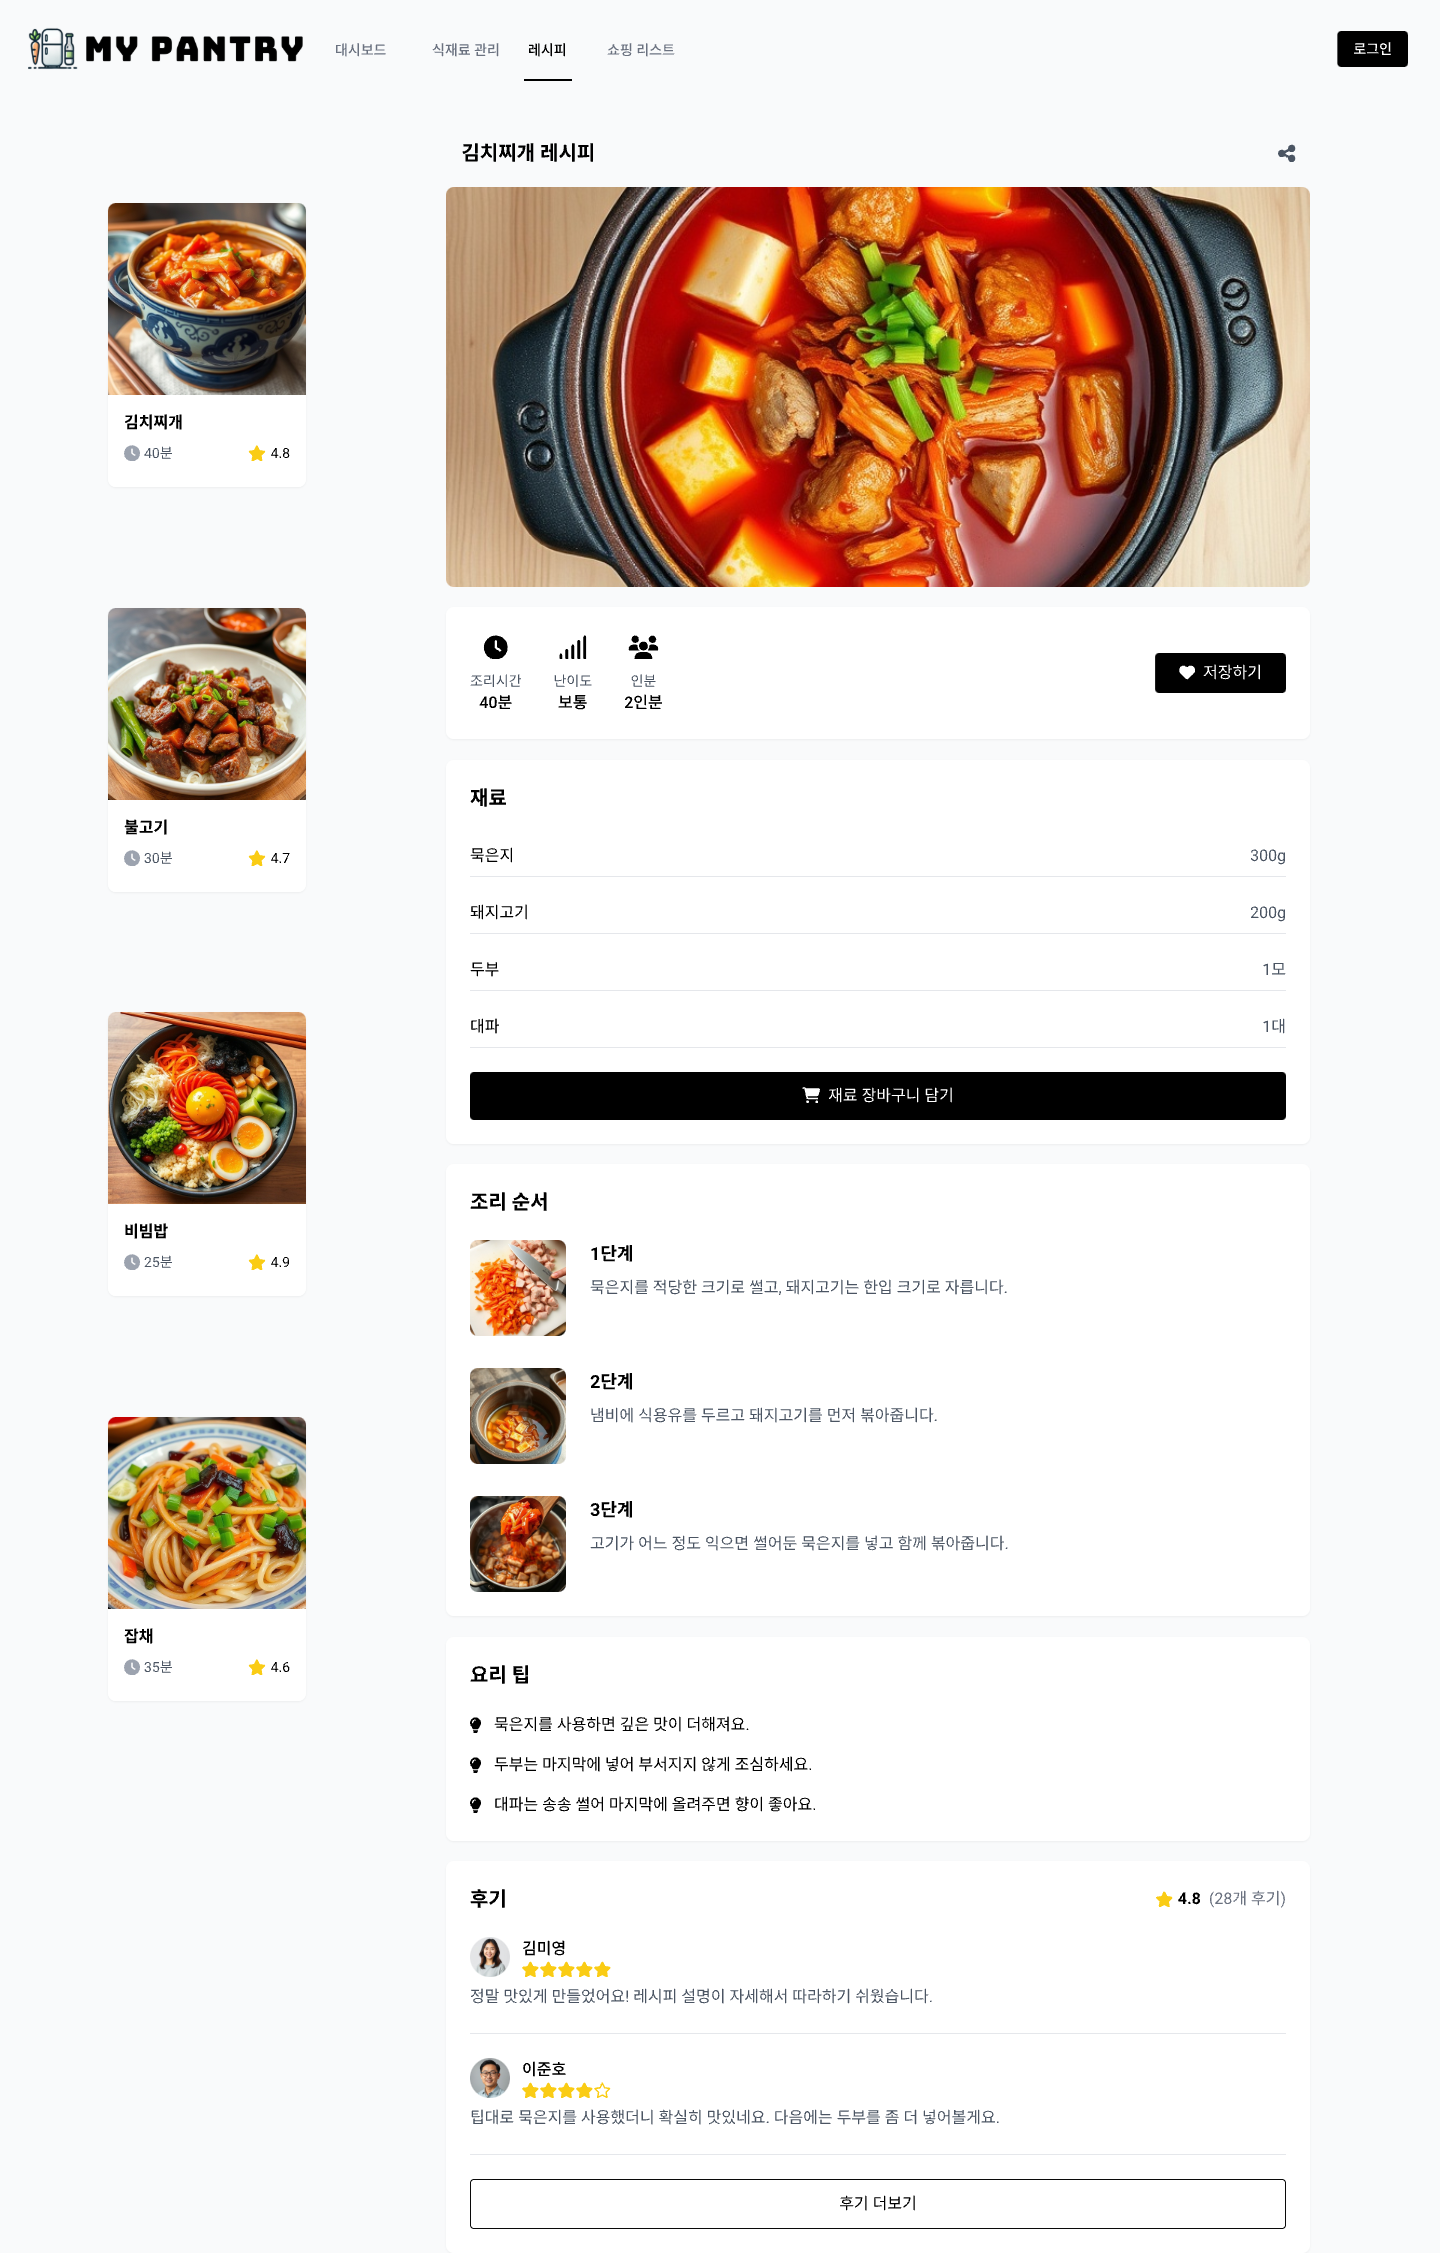 MY PANTRY
대시보드
식재료 관리
레시피
쇼핑 리스트
로그인
김치찌개
40분
4.8
불고기
30분
4.7
비빔밥
25분
4.9
잡채
35분
4.6
김치찌개 레시피
조리시간
40분
난이도
보통
인분
2인분
저장하기
재료
묵은지 300g
돼지고기 200g
두부 1모
대파 1대
재료 장바구니 담기
조리 순서
1단계
묵은지를 적당한 크기로 썰고, 돼지고기는 한입 크기로 자릅니다.
2단계
냄비에 식용유를 두르고 돼지고기를 먼저 볶아줍니다.
3단계
고기가 어느 정도 익으면 썰어둔 묵은지를 넣고 함께 볶아줍니다.
요리 팁
묵은지를 사용하면 깊은 맛이 더해져요.
두부는 마지막에 넣어 부서지지 않게 조심하세요.
대파는 송송 썰어 마지막에 올려주면 향이 좋아요.
후기
4.8 (28개 후기)
김미영
정말 맛있게 만들었어요! 레시피 설명이 자세해서 따라하기 쉬웠습니다.
이준호
팁대로 묵은지를 사용했더니 확실히 맛있네요. 다음에는 두부를 좀 더 넣어볼게요.
후기 더보기